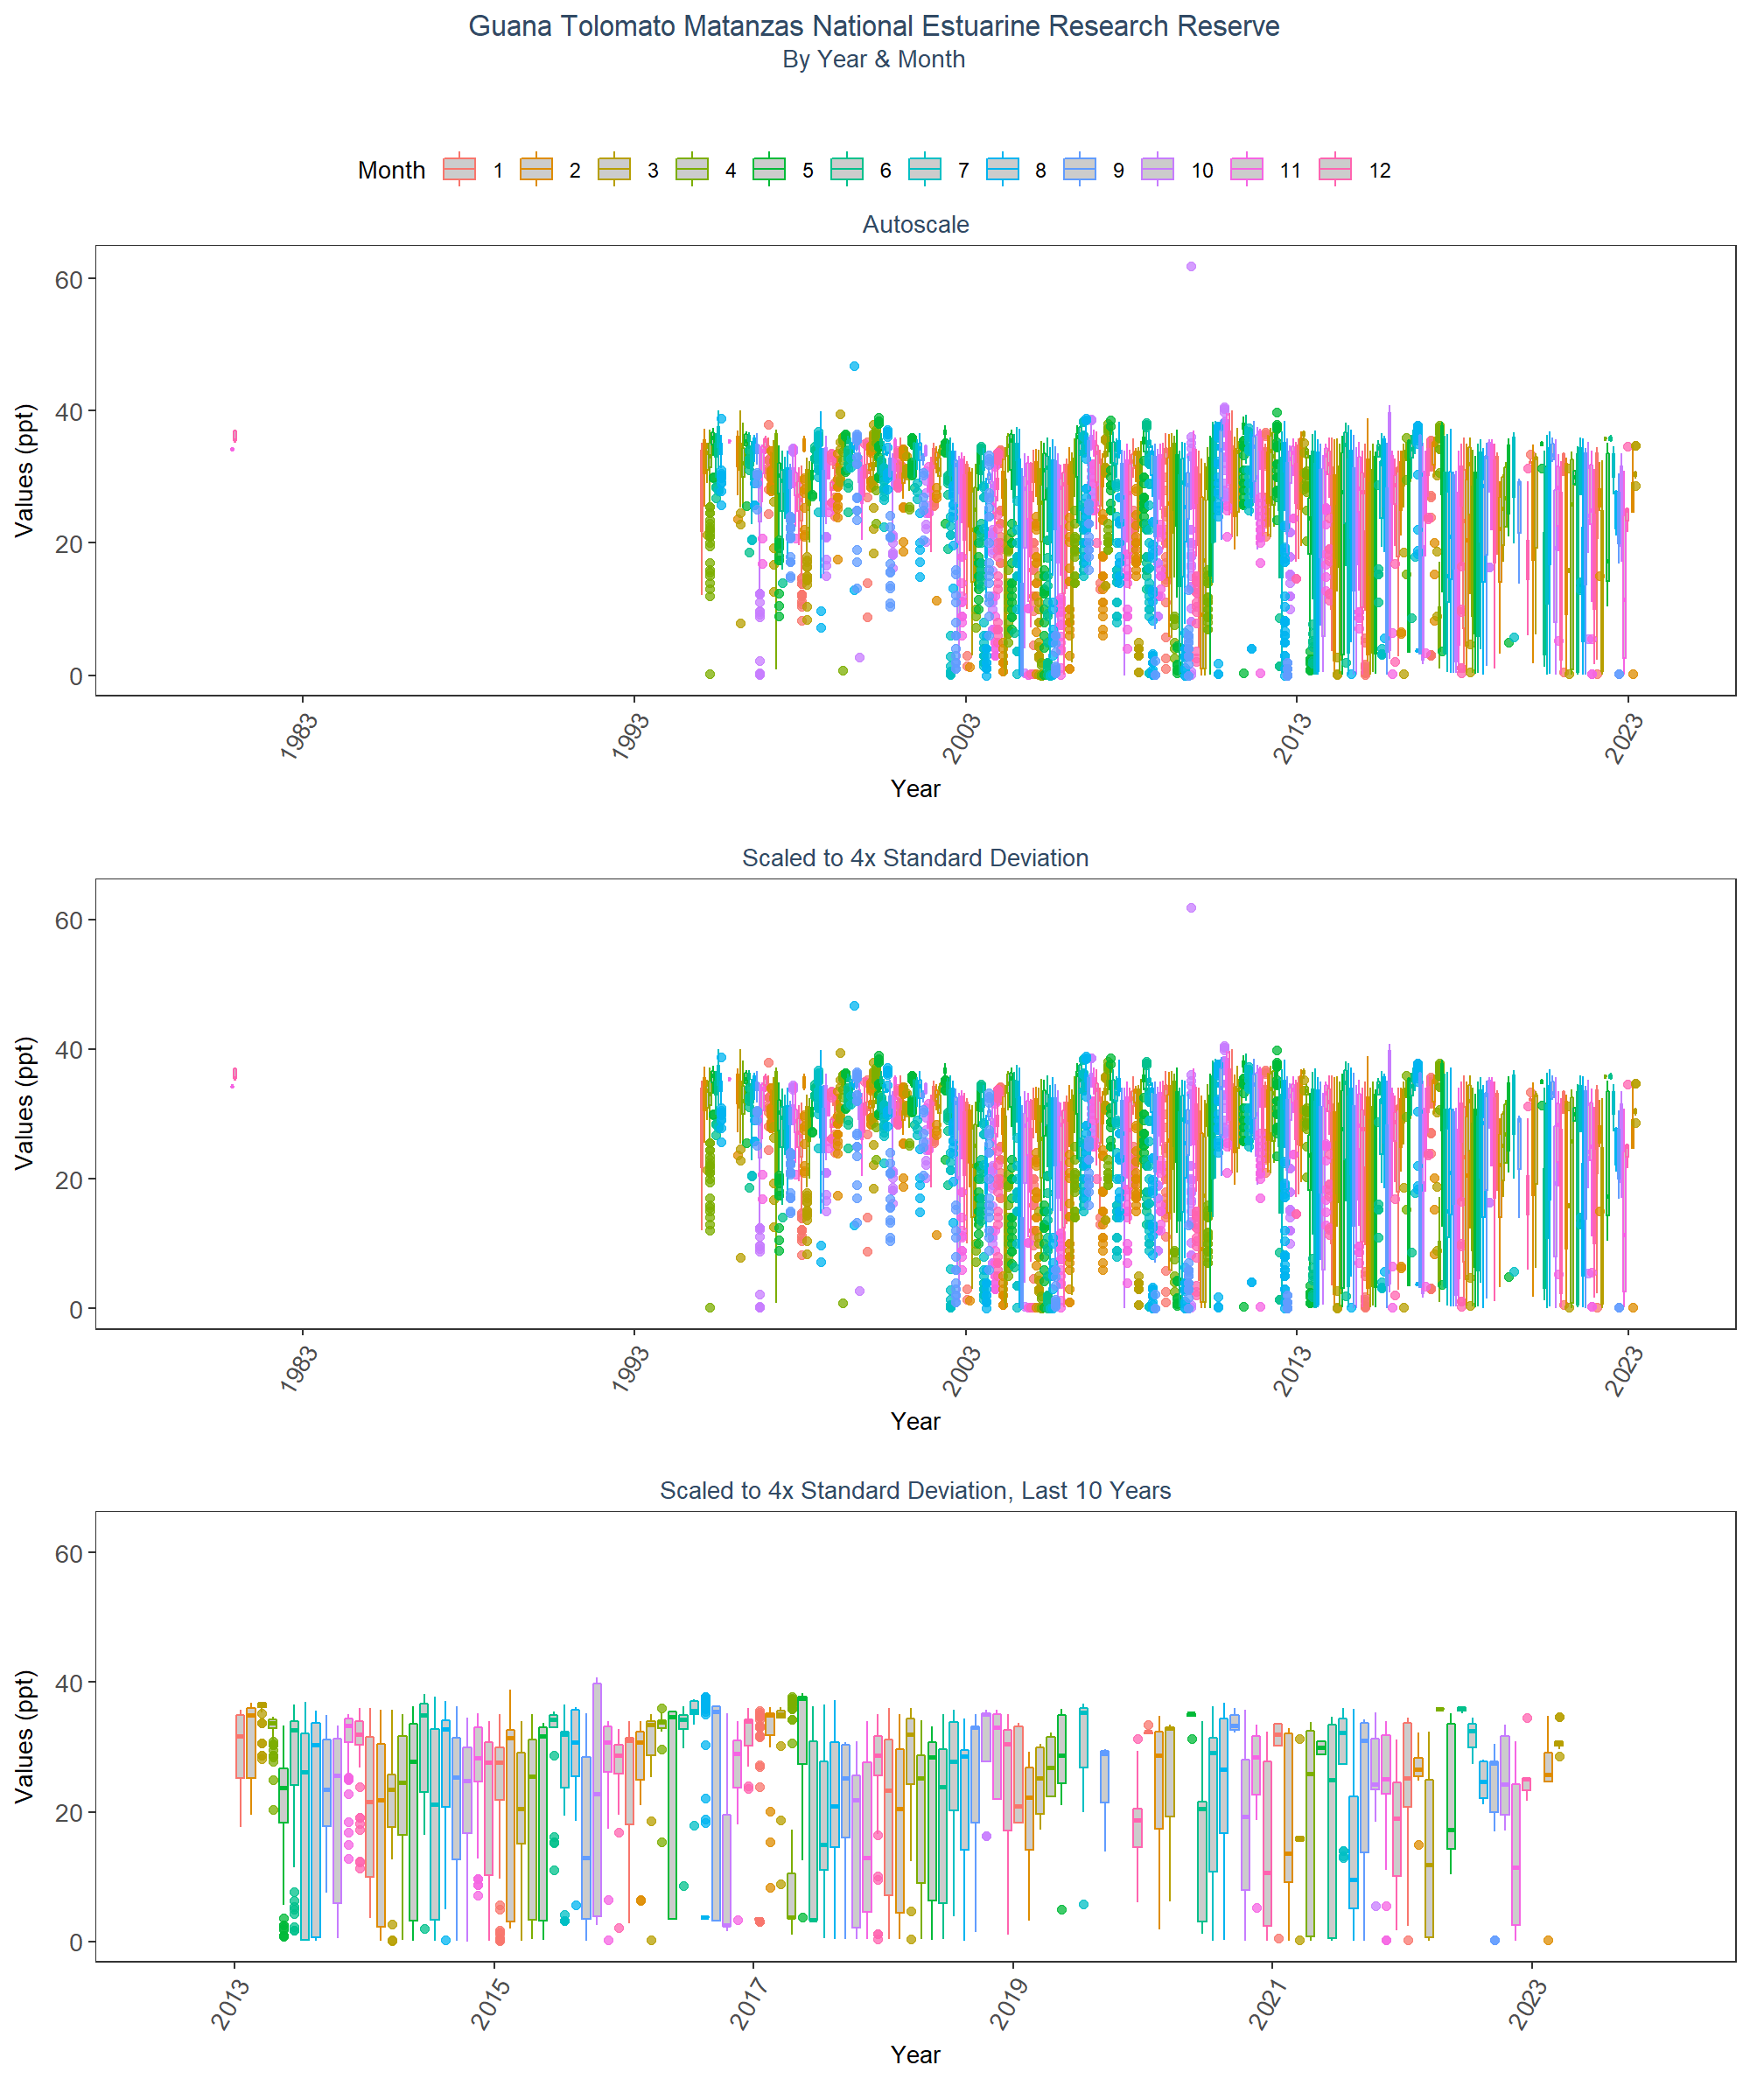 Guana Tolomato Matanzas National Estuarine Research Reserve
By Year & Month
Month 1 2 3 4 5 6 7 8 9 10 11 12
Autoscale
Values (ppt)
60
40
20
0
1983 1993 2003 2013 2023
Year
Scaled to 4x Standard Deviation
Values (ppt)
60
40
20
0
1983 1993 2003 2013 2023
Year
Scaled to 4x Standard Deviation, Last 10 Years
Values (ppt)
60
40
20
0
2013 2015 2017 2019 2021 2023
Year